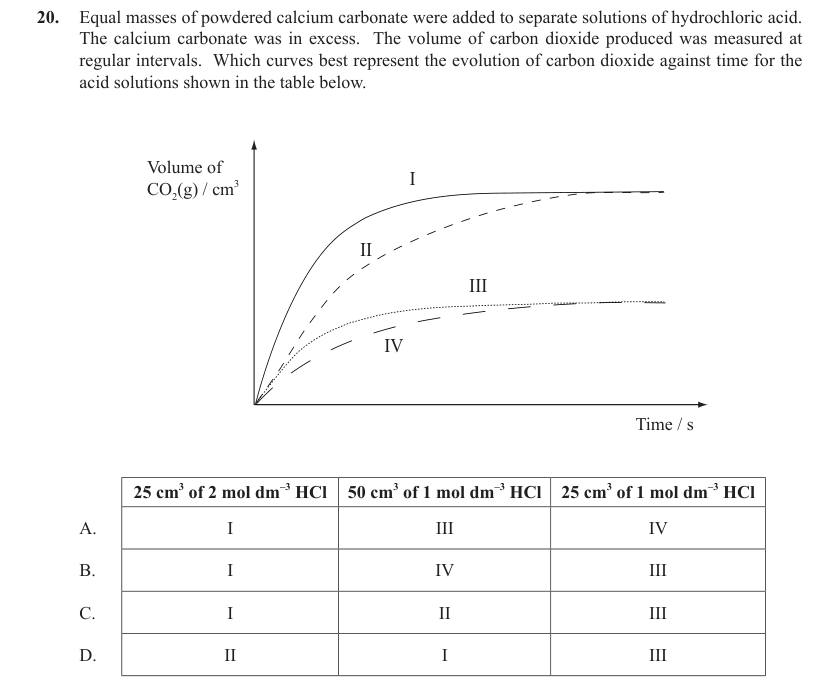 20. Equal masses of powdered calcium carbonate were added to separate solutions of hydrochloric acid.
The calcium carbonate was in excess. The volume of carbon dioxide produced was measured at
regular intervals. Which curves best represent the evolution of carbon dioxide against time for the
acid solutions shown in the table below.
Volume of
CO₂(g) / cm³
I
II
III
IV
Time / s
25 cm³ of 2 mol dm⁻³ HCl 50 cm³ of 1 mol dm⁻³ HCl 25 cm³ of 1 mol dm⁻³ HCl
A. I III IV
B. I IV III
C. I II III
D. II I III